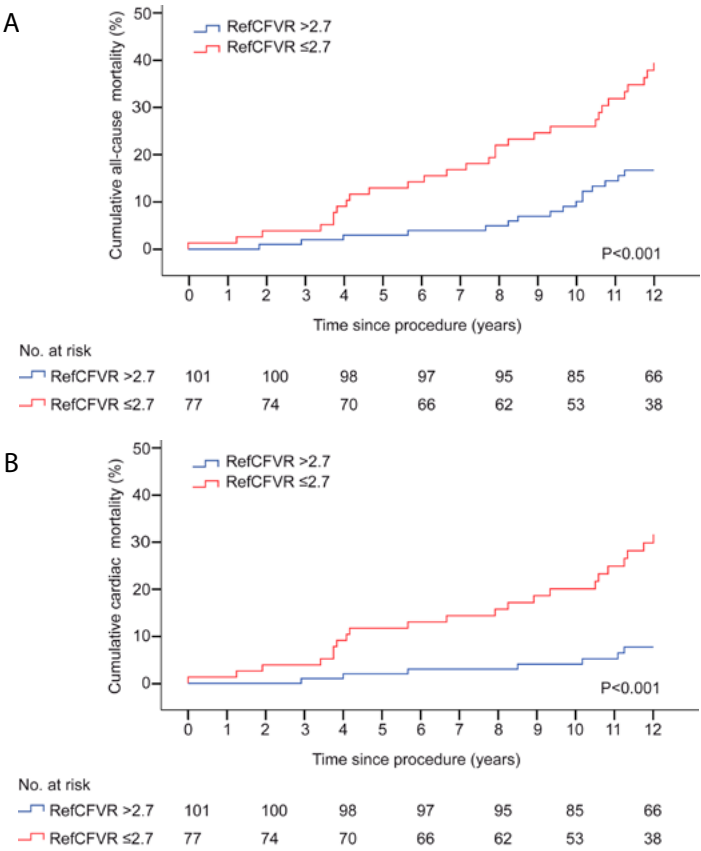 A
50
40
30
20
10
0
Cumulative all-cause mortality (%)
RefCFVR >2.7
RefCFVR ≤2.7
P<0.001
0 1 2 3 4 5 6 7 8 9 10 11 12
Time since procedure (years)
No. at risk
RefCFVR >2.7 101 100 98 97 95 85 66
RefCFVR ≤2.7 77 74 70 66 62 53 38
B
50
40
30
20
10
0
Cumulative cardiac mortality (%)
RefCFVR >2.7
RefCFVR ≤2.7
P<0.001
0 1 2 3 4 5 6 7 8 9 10 11 12
Time since procedure (years)
No. at risk
RefCFVR >2.7 101 100 98 97 95 85 66
RefCFVR ≤2.7 77 74 70 66 62 53 38